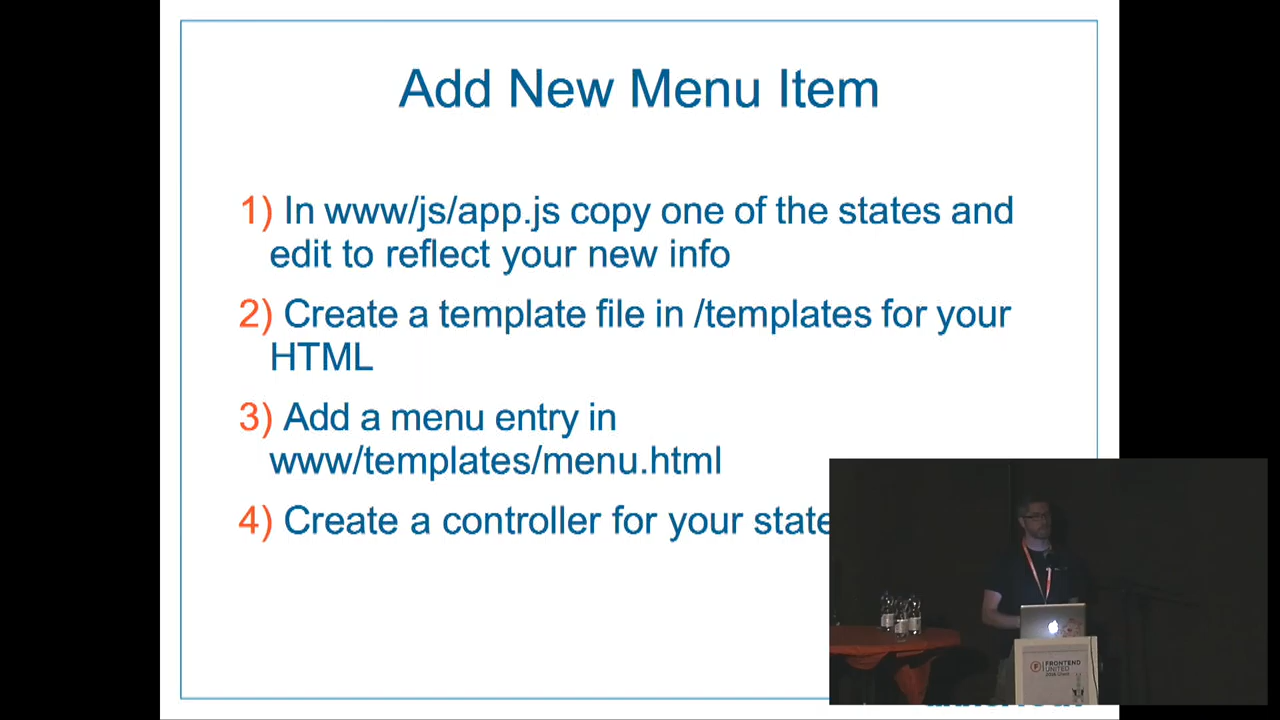 Add New Menu Item
1) In www/js/app.js copy one of the states and
edit to reflect your new info
2) Create a template file in /templates for your
HTML
3) Add a menu entry in
www/templates/menu.html
4) Create a controller for your state
FRONTEND
UNITED